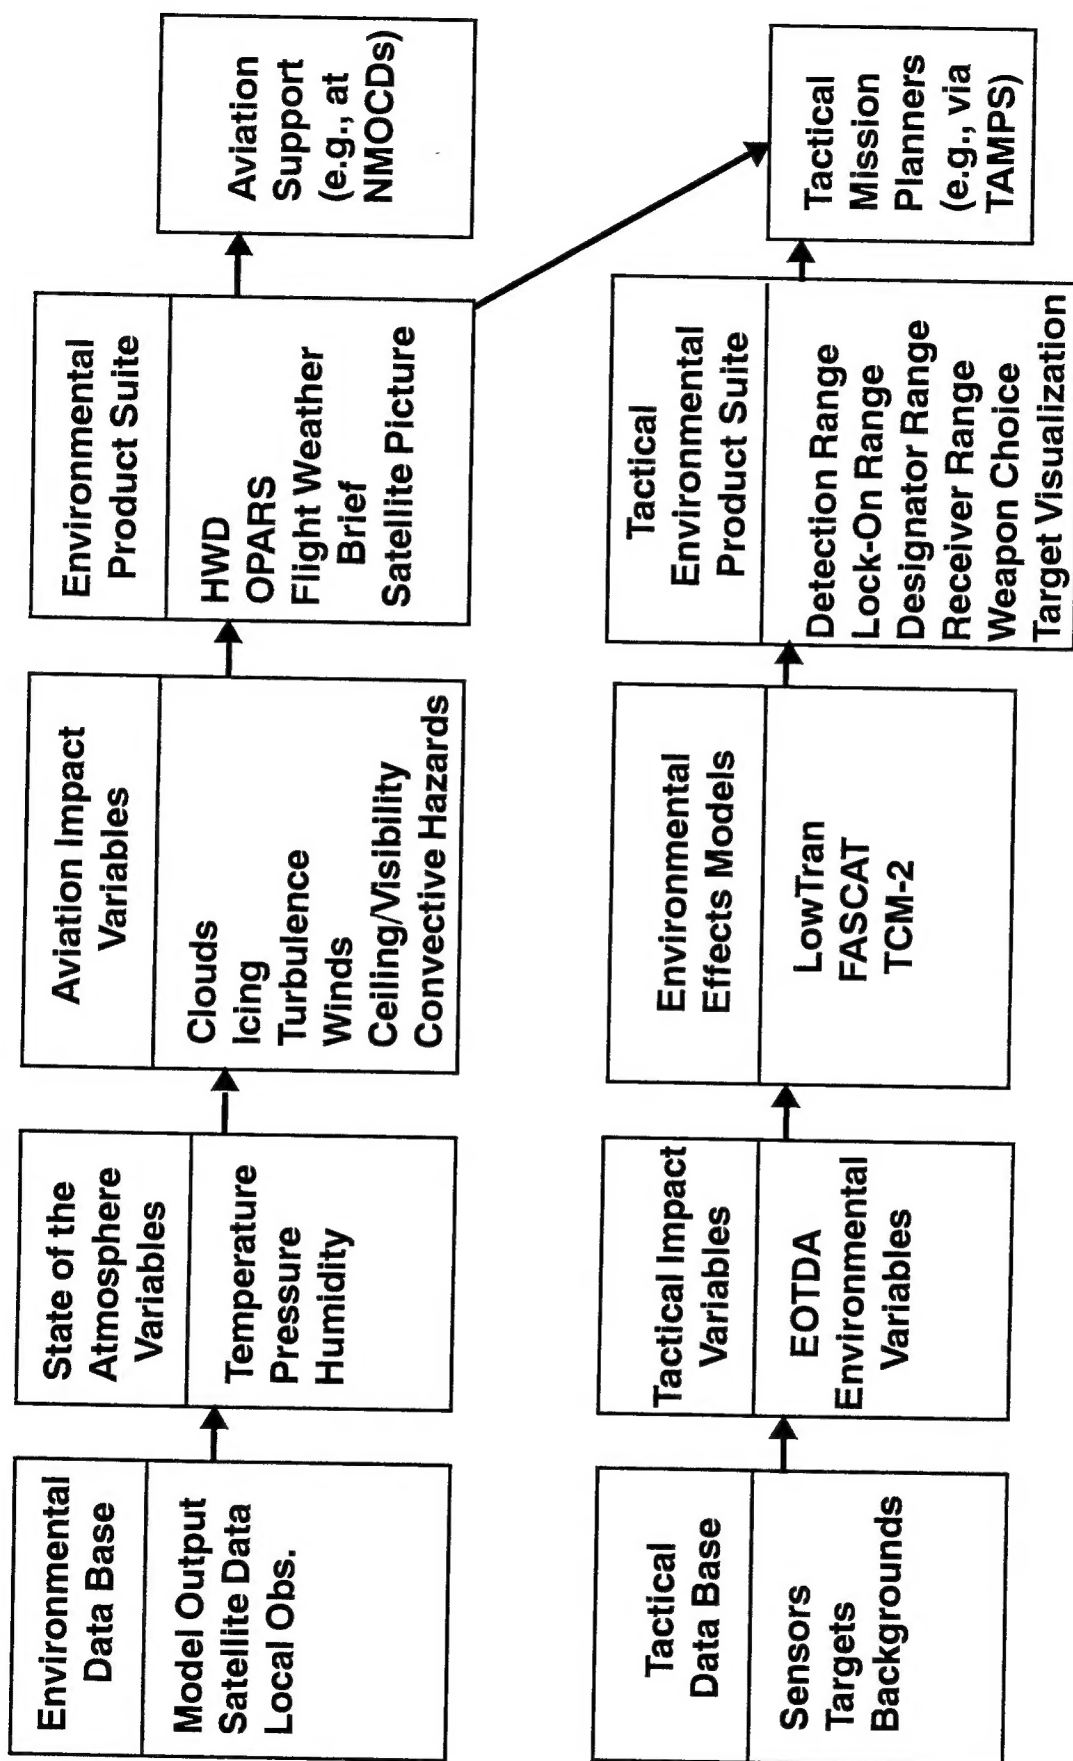 Environmental
Data Base
Model Output
Satellite Data
Local Obs.
State of the
Atmosphere
Variables
Temperature
Pressure
Humidity
Aviation Impact
Variables
Clouds
Icing
Turbulence
Winds
Ceiling/Visibility
Convective Hazards
Environmental
Product Suite
HWD
OPARS
Flight Weather
Brief
Satellite Picture
Aviation
Support
(e.g., at
NMOCDs)
Tactical
Data Base
Sensors
Targets
Backgrounds
Tactical Impact
Variables
EOTDA
Environmental
Variables
Environmental
Effects Models
LowTran
FASCAT
TCM-2
Tactical
Environmental
Product Suite
Detection Range
Lock-On Range
Designator Range
Receiver Range
Weapon Choice
Target Visualization
Tactical
Mission
Planners
(e.g., via
TAMPS)